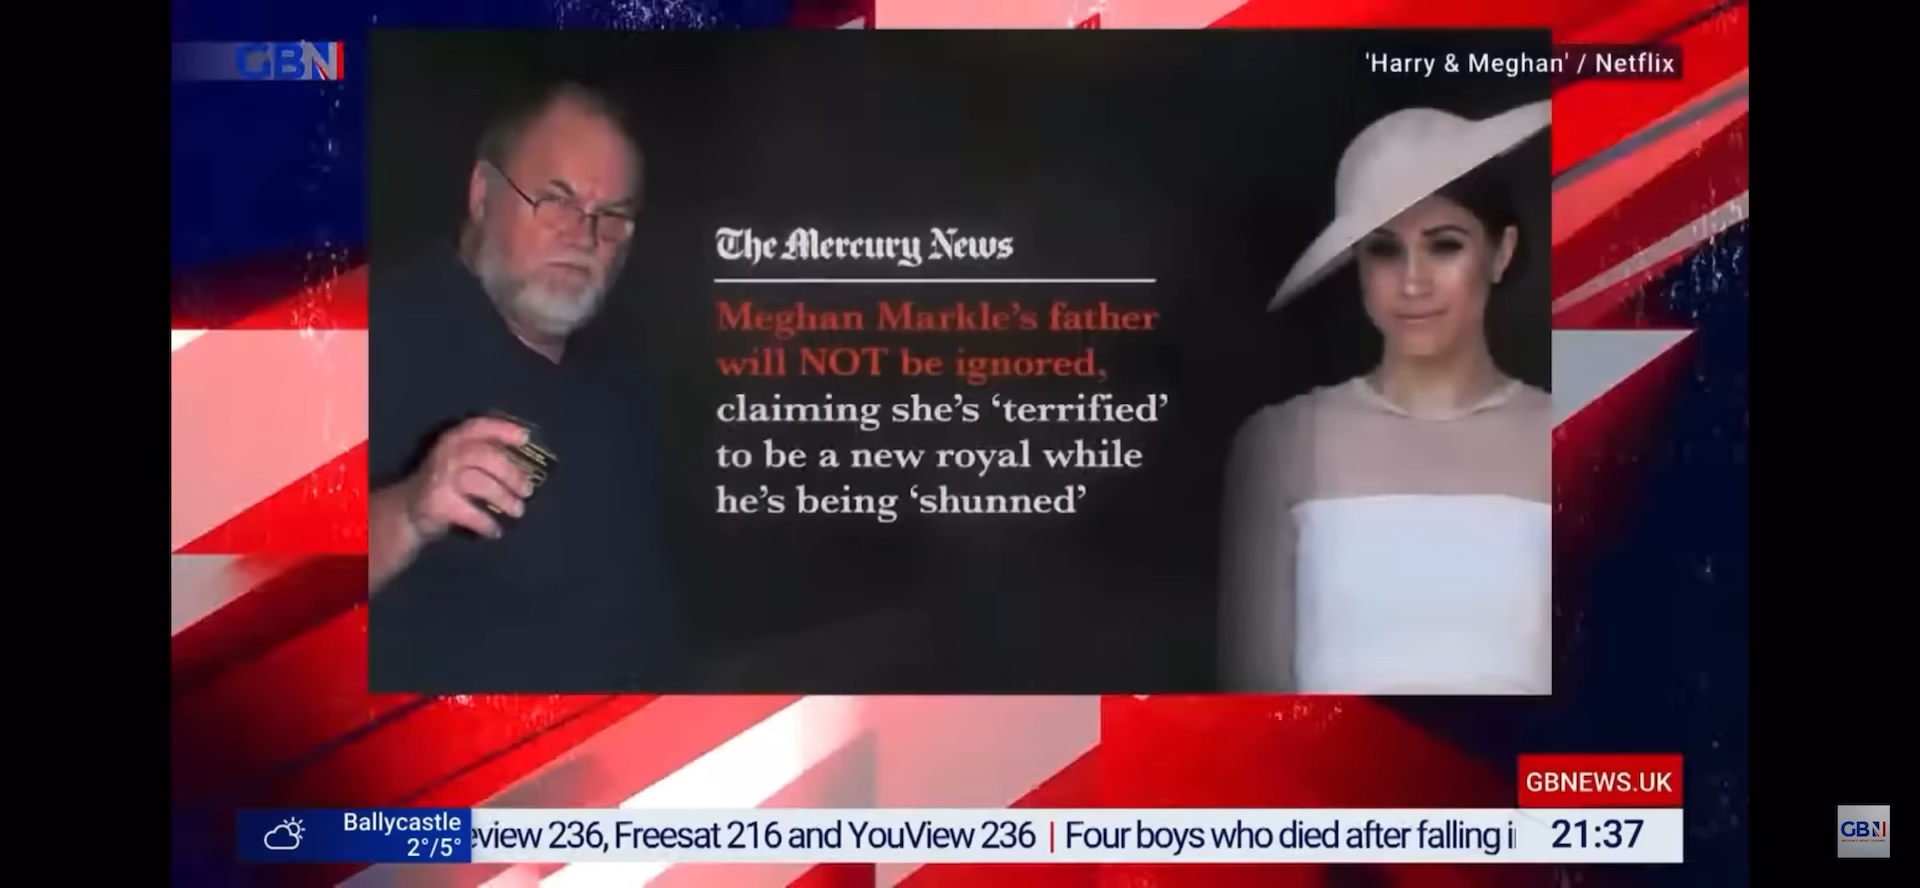 GBN
'Harry & Meghan' / Netflix
The Mercury News
Meghan Markle's father
will NOT be ignored,
claiming she's ‘terrified’
to be a new royal while
he's being ‘shunned’
GBNEWS.UK
Ballycastle
2°/5°
236, Freesat 216 and YouView 236 | Four boys who died after falling
21:37
GBN